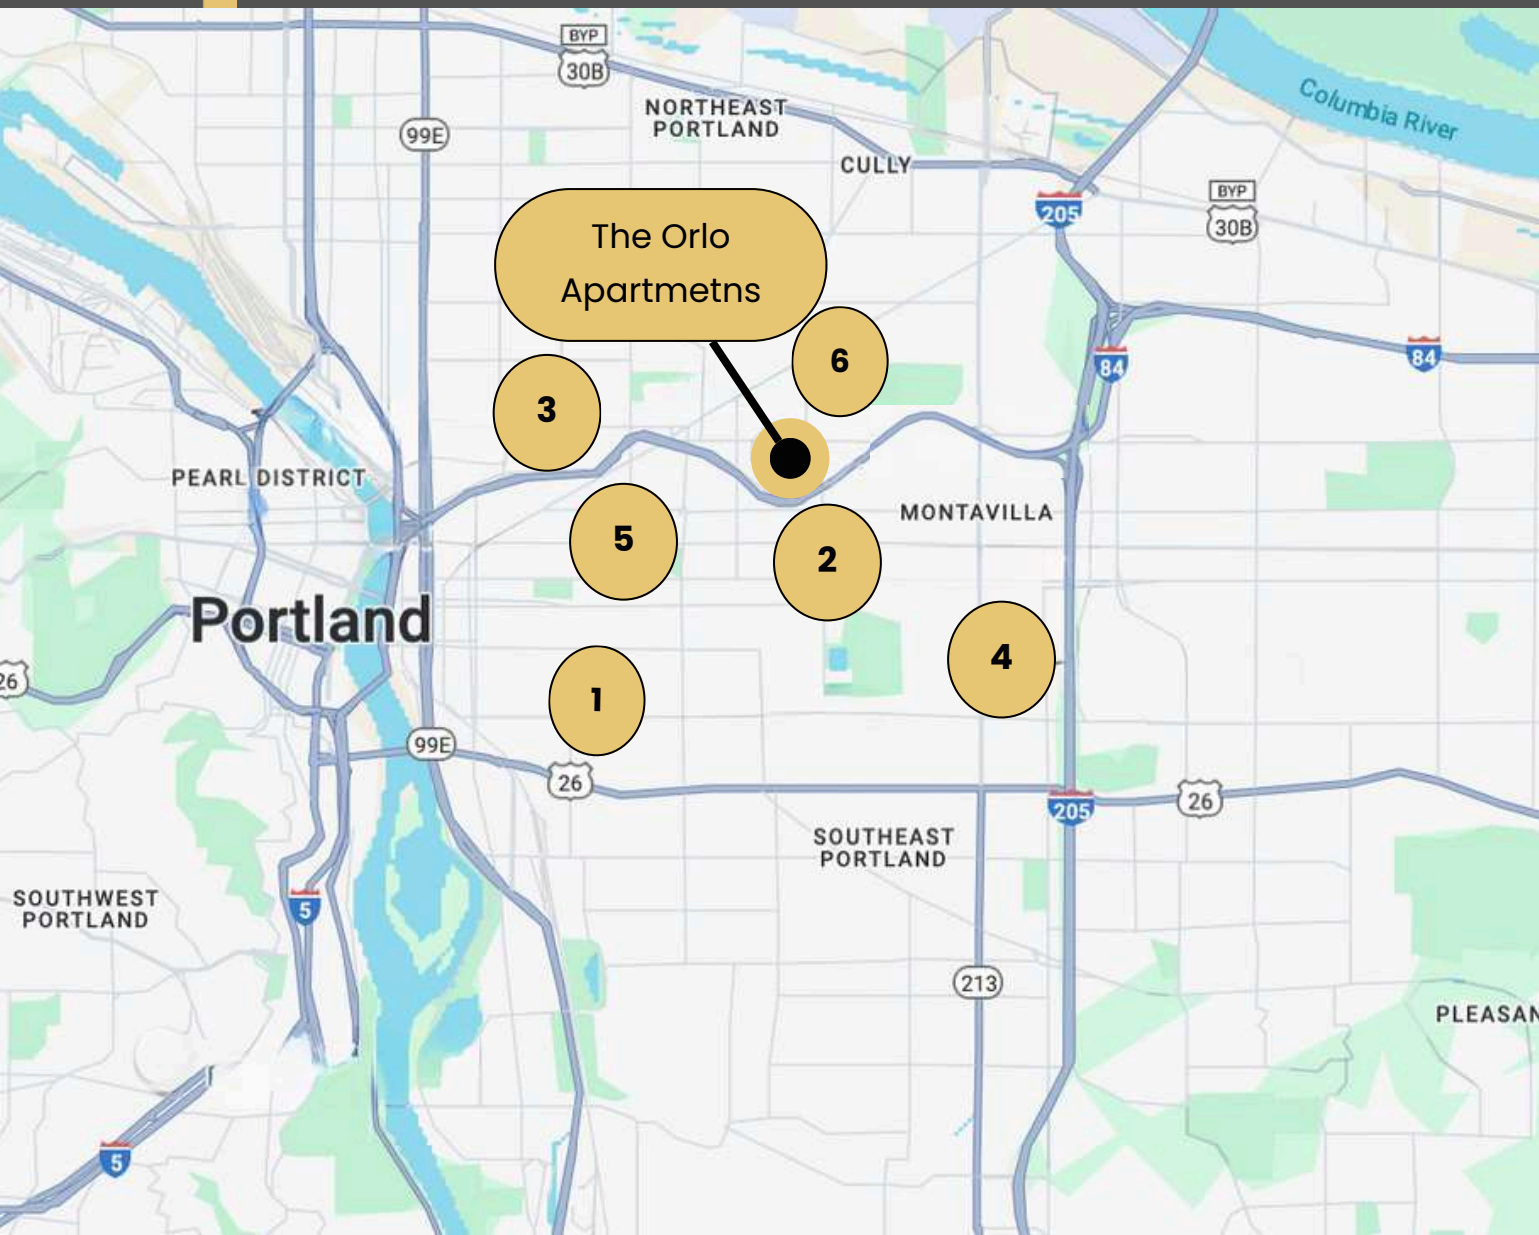 BYP
30B
99E
NORTHEAST
PORTLAND
Columbia River
CULLY
205
BYP
30B
The Orlo
Apartmetns
6
84
84
3
PEARL DISTRICT
MONTAVILLA
5
2
Portland
4
26
1
99E
26
205
26
SOUTHEAST
PORTLAND
SOUTHWEST
PORTLAND
5
213
PLEASAN
5